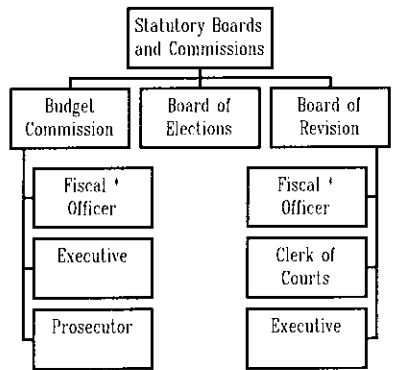 Statutory Boards
and Commissions
Budget
Commission
Board of
Elections
Board of
Revision
Fiscal *
Officer
Executive
Prosecutor
Fiscal *
Officer
Clerk of
Courts
Executive